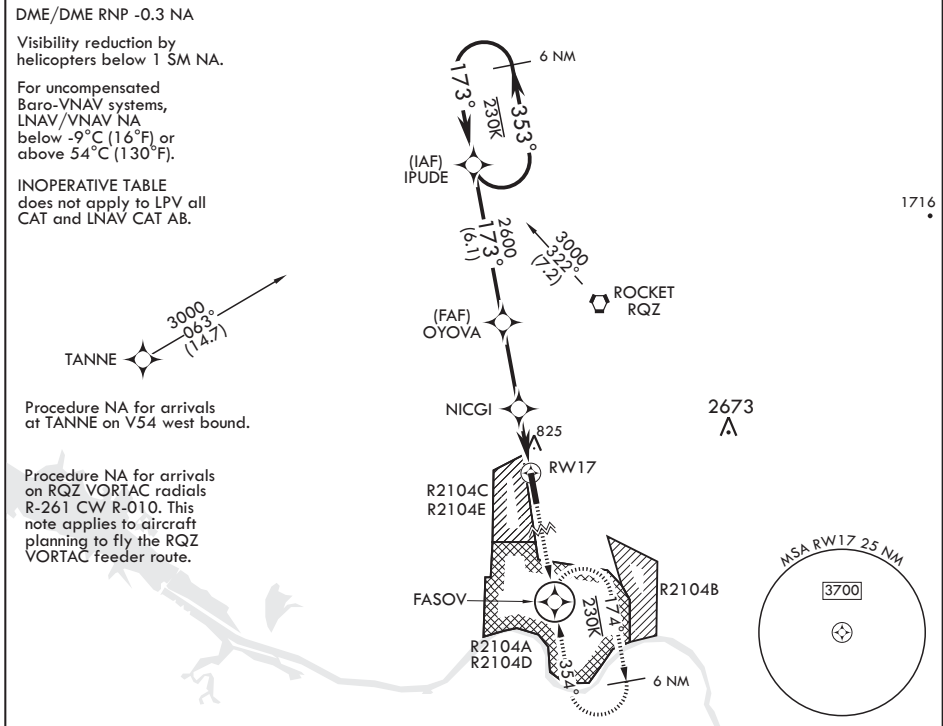 DME/DME RNP -0.3 NA
Visibility reduction by
helicopters below 1 SM NA.
For uncompensated
Baro-VNAV systems,
LNAV/VNAV NA
below -9°C (16°F) or
above 54°C (130°F).
INOPERATIVE TABLE
does not apply to LPV all
CAT and LNAV CAT AB.
6 NM
173°
230K
353°
(IAF)
IPUDE
1716
2600
173°
(6.1)
3000
322°
(7.2)
ROCKET
RQZ
(FAF)
OYOVA
3000
063°
(14.7)
TANNE
NICGI
2673
Procedure NA for arrivals
at TANNE on V54 west bound.
825
RW17
Procedure NA for arrivals
on RQZ VORTAC radials
R-261 CW R-010. This
note applies to aircraft
planning to fly the RQZ
VORTAC feeder route.
R2104C
R2104E
MSA RW17 25 NM
3700
FASOV
230K
174°
R2104B
R2104A
R2104D
354°
6 NM